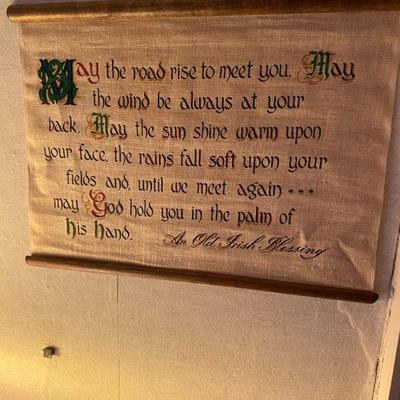 May the road rise to meet you. May
the wind be always at your
back. May the sun shine warm upon
your face, the rains fall soft upon your
fields and, until we meet again •••
may God hold you in the palm of
his hand.
An Old Irish Blessing